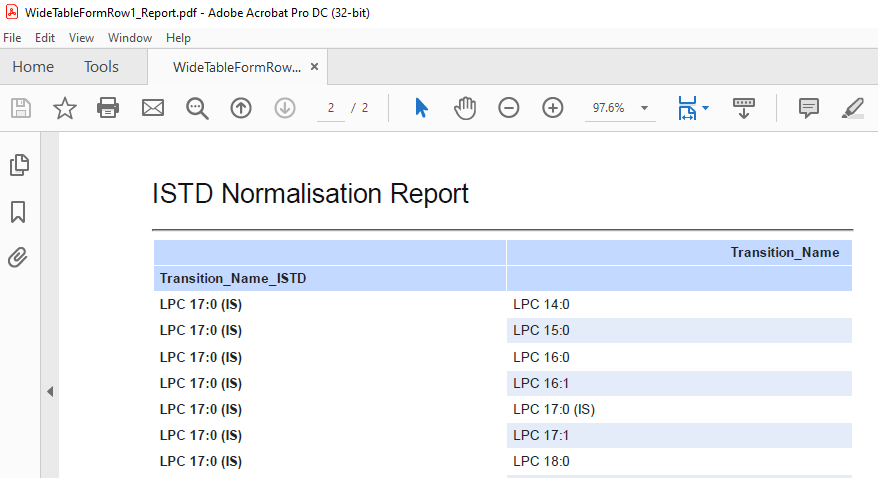 WideTableFormRow1_Report.pdf - Adobe Acrobat Pro DC (32-bit)
File Edit View Window Help
Home Tools WideTableFormRow... ×
2 / 2 97.6%
ISTD Normalisation Report
Transition_Name
Transition_Name_ISTD
LPC 17:0 (IS) LPC 14:0
LPC 17:0 (IS) LPC 15:0
LPC 17:0 (IS) LPC 16:0
LPC 17:0 (IS) LPC 16:1
LPC 17:0 (IS) LPC 17:0 (IS)
LPC 17:0 (IS) LPC 17:1
LPC 17:0 (IS) LPC 18:0